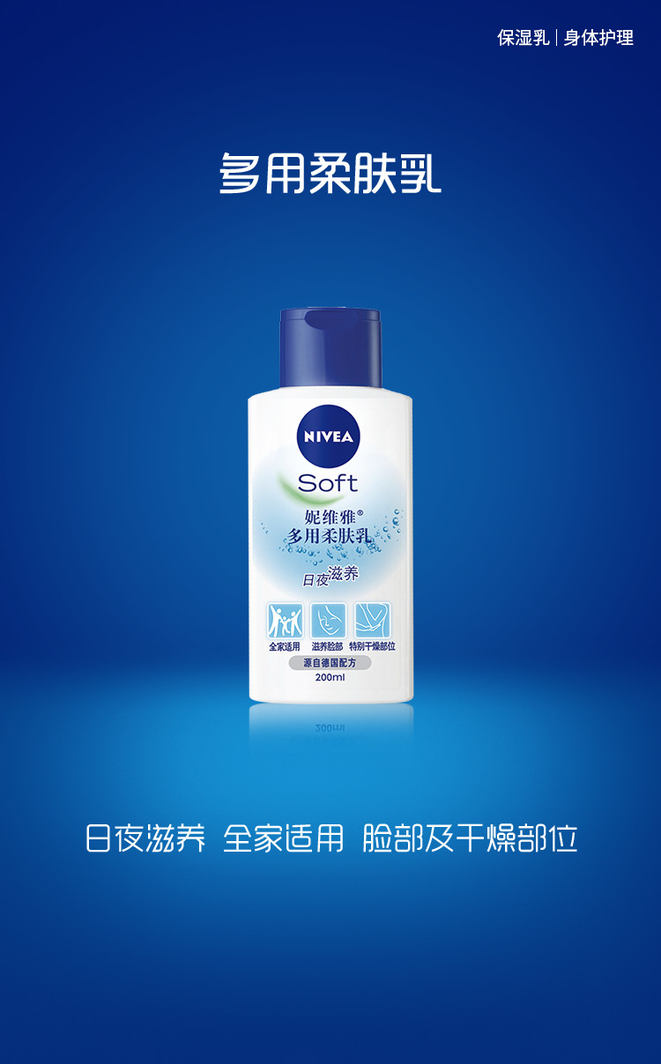 保湿乳|身体护理
多用柔肤乳
NIVEA
Soft
妮维雅®
多用柔肤乳
日夜滋养
全家适用 滋养脸部 特别干燥部位
源自德国配方
200ml
日夜滋养 全家适用 脸部及干燥部位